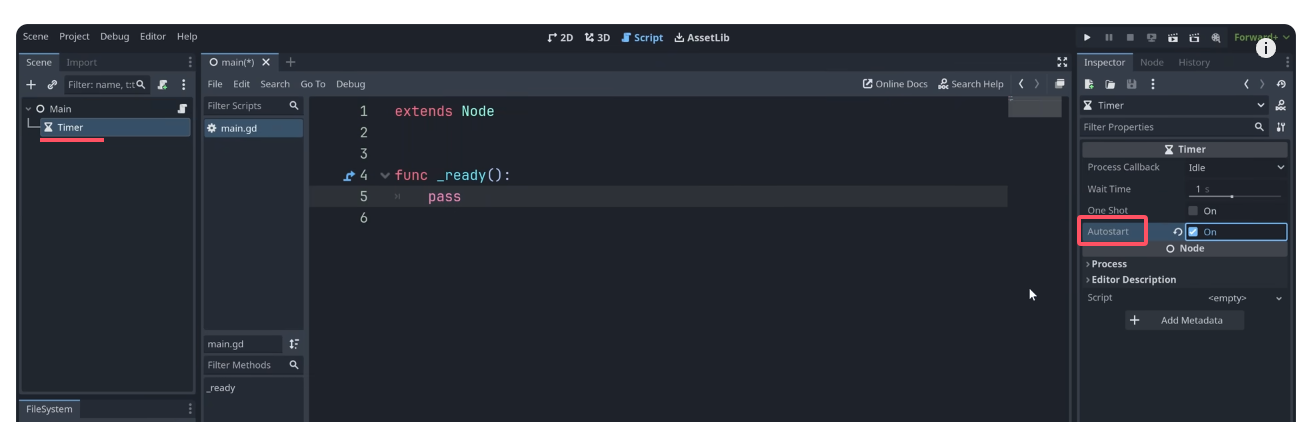 Scene Project Debug Editor Help
2D 3D Script AssetLib
Forward+
Scene Import
main(*)
Inspector Node History
Filter: name, t:t
File Edit Search Go To Debug
Online Docs Search Help
Main
Timer
Filter Scripts
main.gd
1 extends Node
2
3
4 func _ready():
5 pass
6
main.gd
Filter Methods
_ready
FileSystem
Timer
Filter Properties
Timer
Process Callback Idle
Wait Time 1 s
One Shot On
Autostart On
Node
Process
Editor Description
Script <empty>
Add Metadata